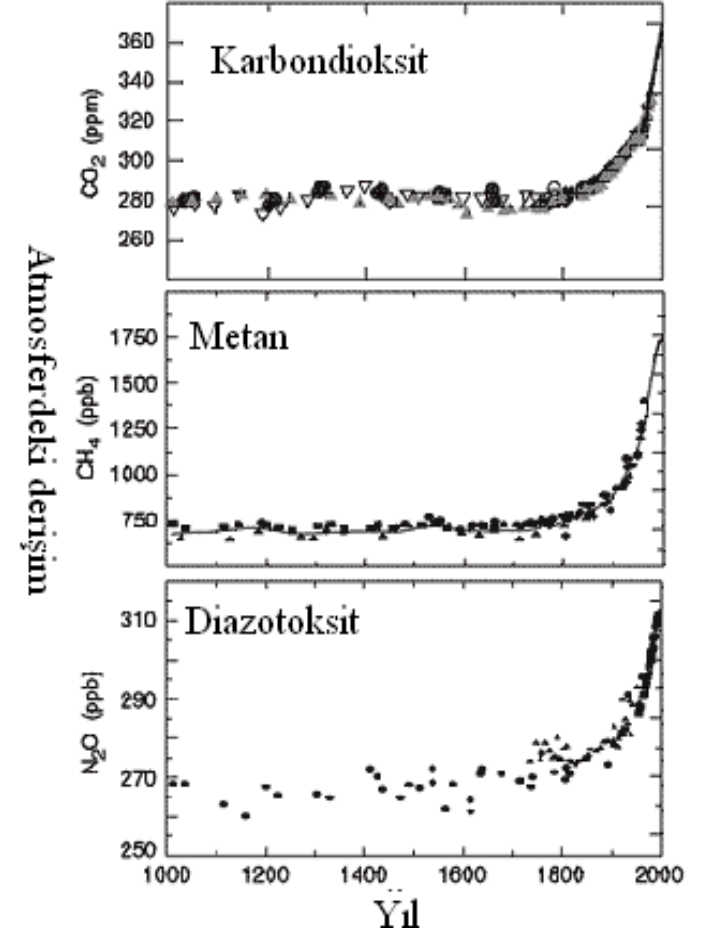 Atmosferdeki derişim
Karbondioksit
CO₂ (ppm)
360
340
320
300
280
260
Metan
CH₄ (ppb)
1750
1500
1250
1000
750
Diazotoksit
N₂O (ppb)
310
290
270
250
1000 1200 1400 1600 1800 2000
Yıl